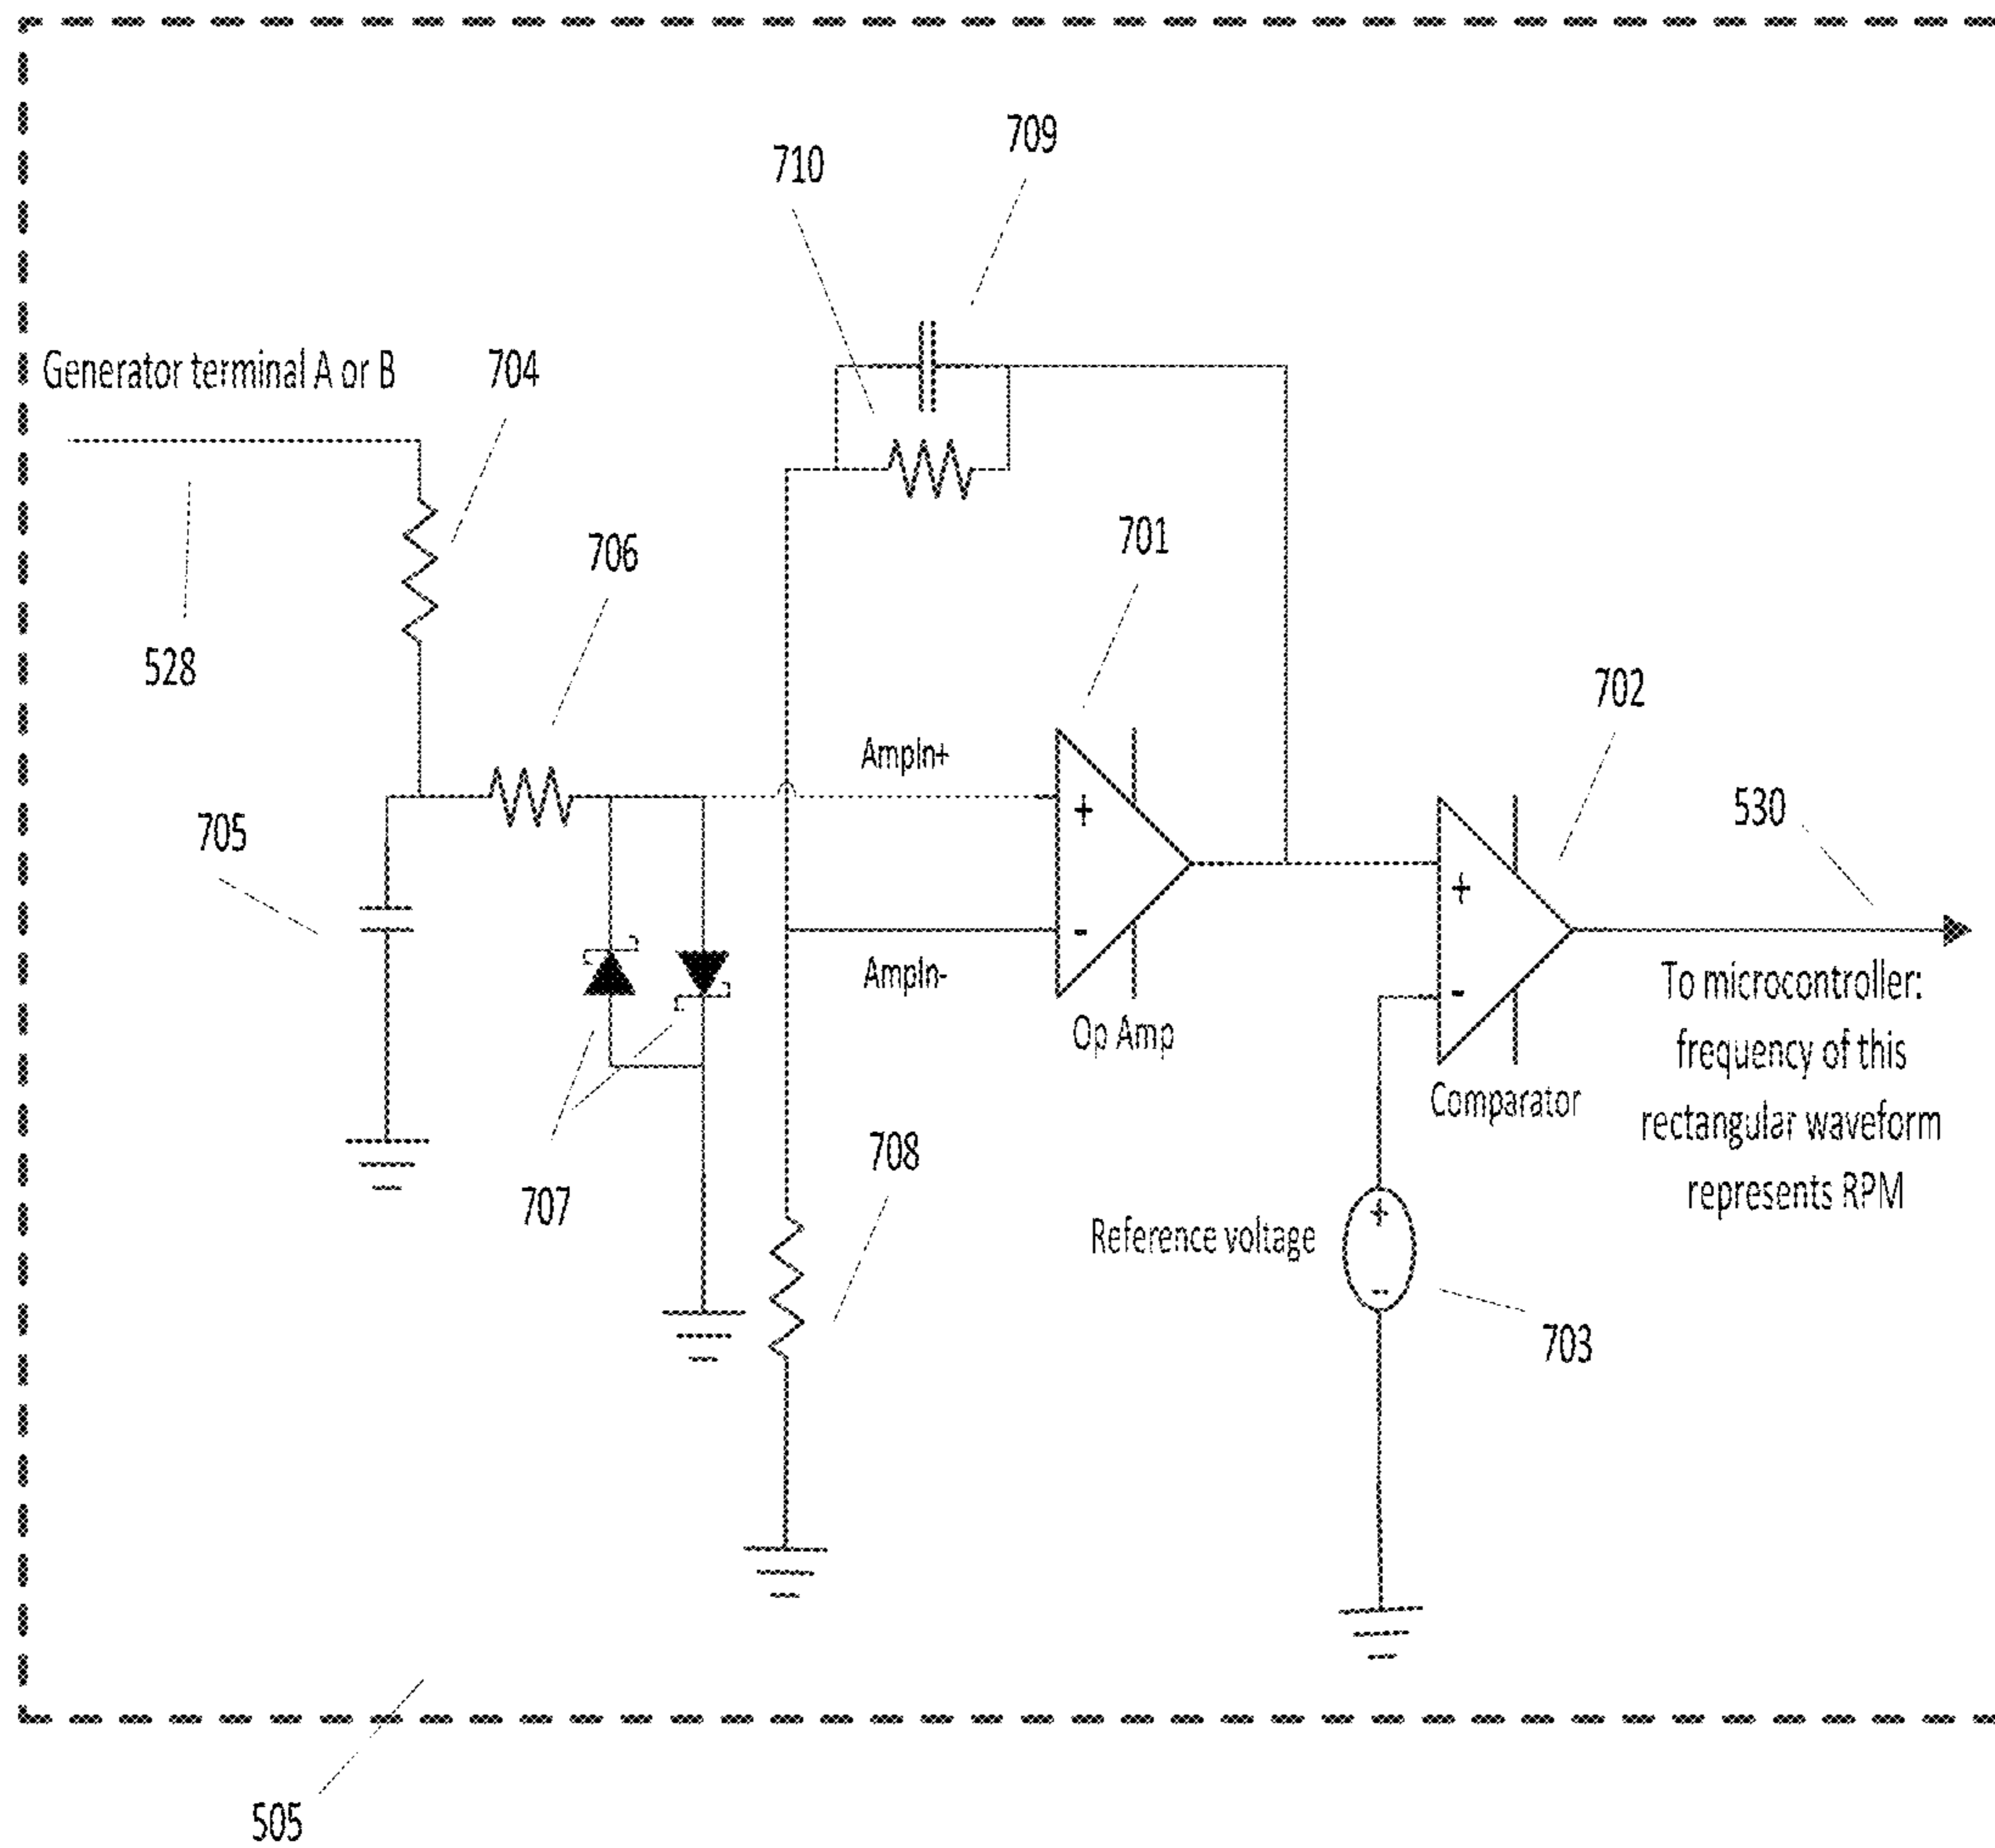 709
710
Generator terminal A or B
704
701
706
528
702
AmpIn+
+
530
705
+
-
-
AmpIn-
Op Amp
To microcontroller:
frequency of this
rectangular waveform
represents RPM
Comparator
708
707
+
Reference voltage
--
703
505